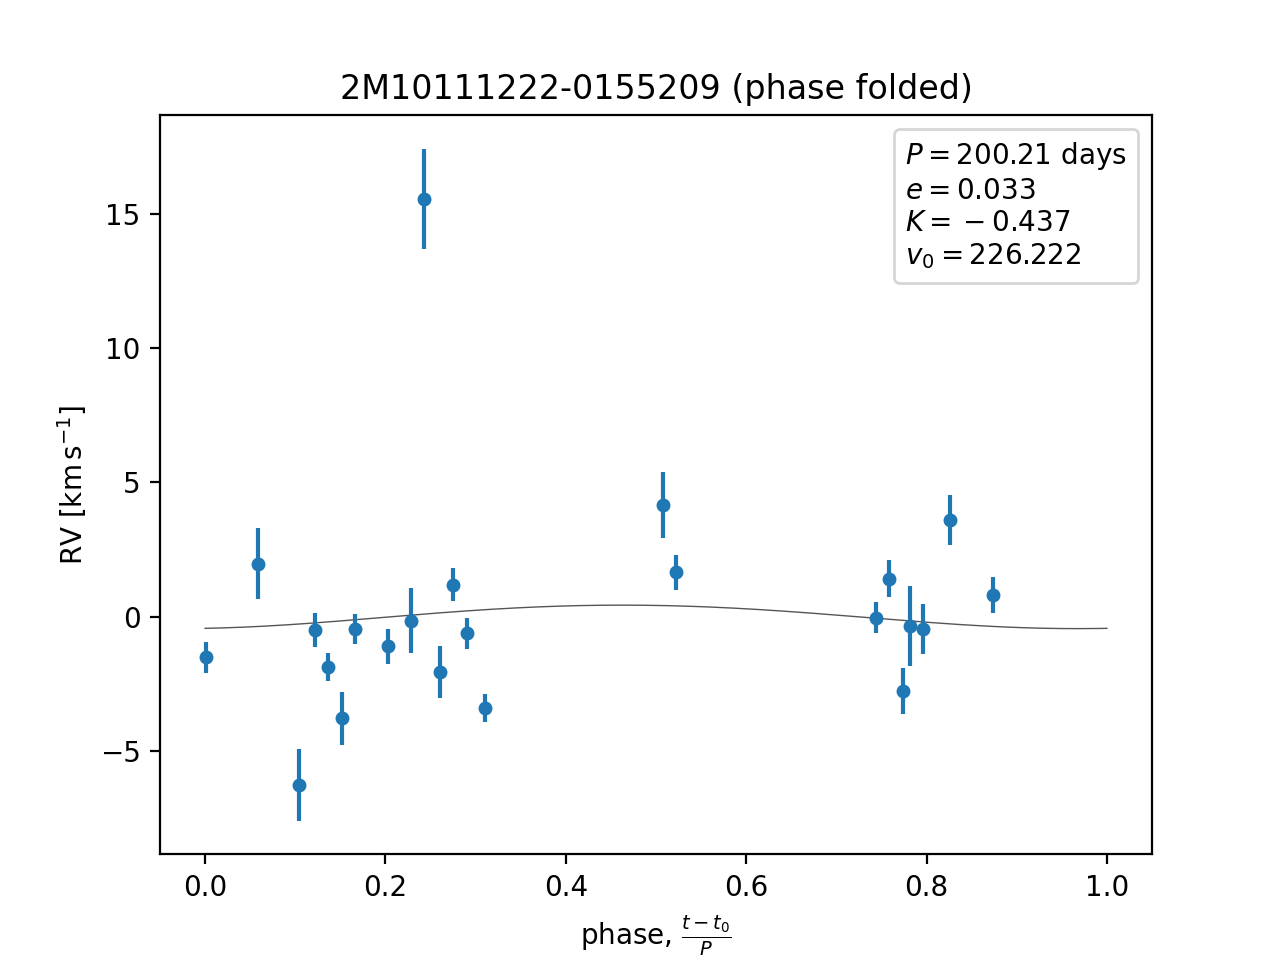 2M10111222-0155209 (phase folded)
P = 200.21 days
e = 0.033
K = −0.437
v₀ = 226.222
15
10
5
0
−5
RV [km s⁻¹]
0.0 0.2 0.4 0.6 0.8 1.0
phase, (t − t₀)/P